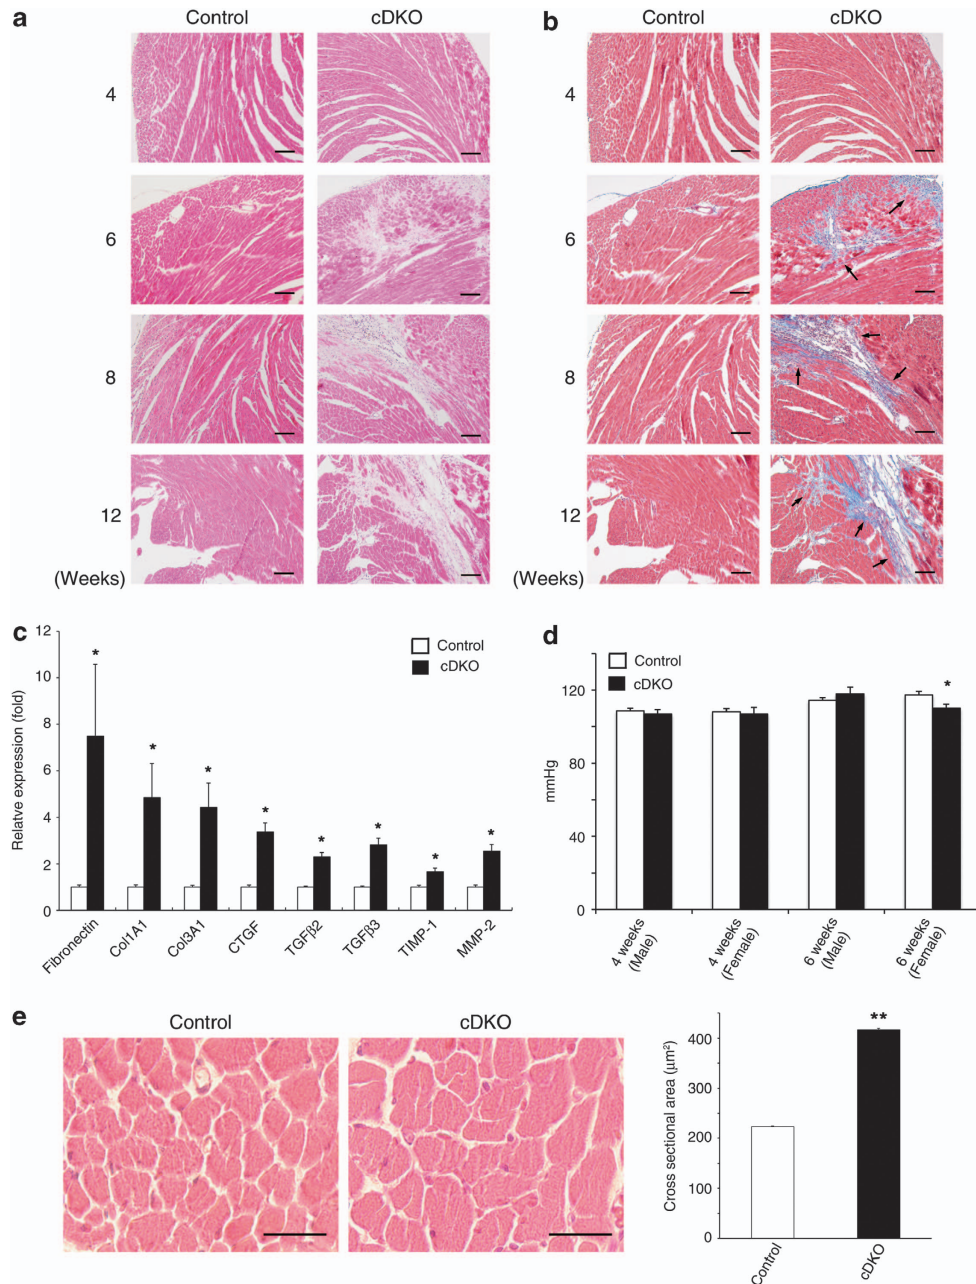 a
Control
cDKO
4
6
8
12
(Weeks)
b
Control
cDKO
4
6
8
12
(Weeks)
c
12
10
8
6
4
2
0
Relatve expression (fold)
Control
cDKO
*
*
*
*
*
*
*
*
Fibronectin
Col1A1
Col3A1
CTGF
TGFβ2
TGFβ3
TIMP-1
MMP-2
d
Control
cDKO
120
80
40
0
mmHg
*
4 weeks
(Male)
4 weeks
(Female)
6 weeks
(Male)
6 weeks
(Female)
e
Control
cDKO
400
300
200
100
0
Cross sectional area (μm²)
**
Control
cDKO